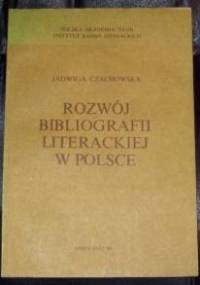 POLSKA AKADEMIA NAUK
INSTYTUT BADAŃ LITERACKICH
JADWIGA CZACHOWSKA
ROZWÓJ
BIBLIOGRAFII
LITERACKIEJ
W POLSCE